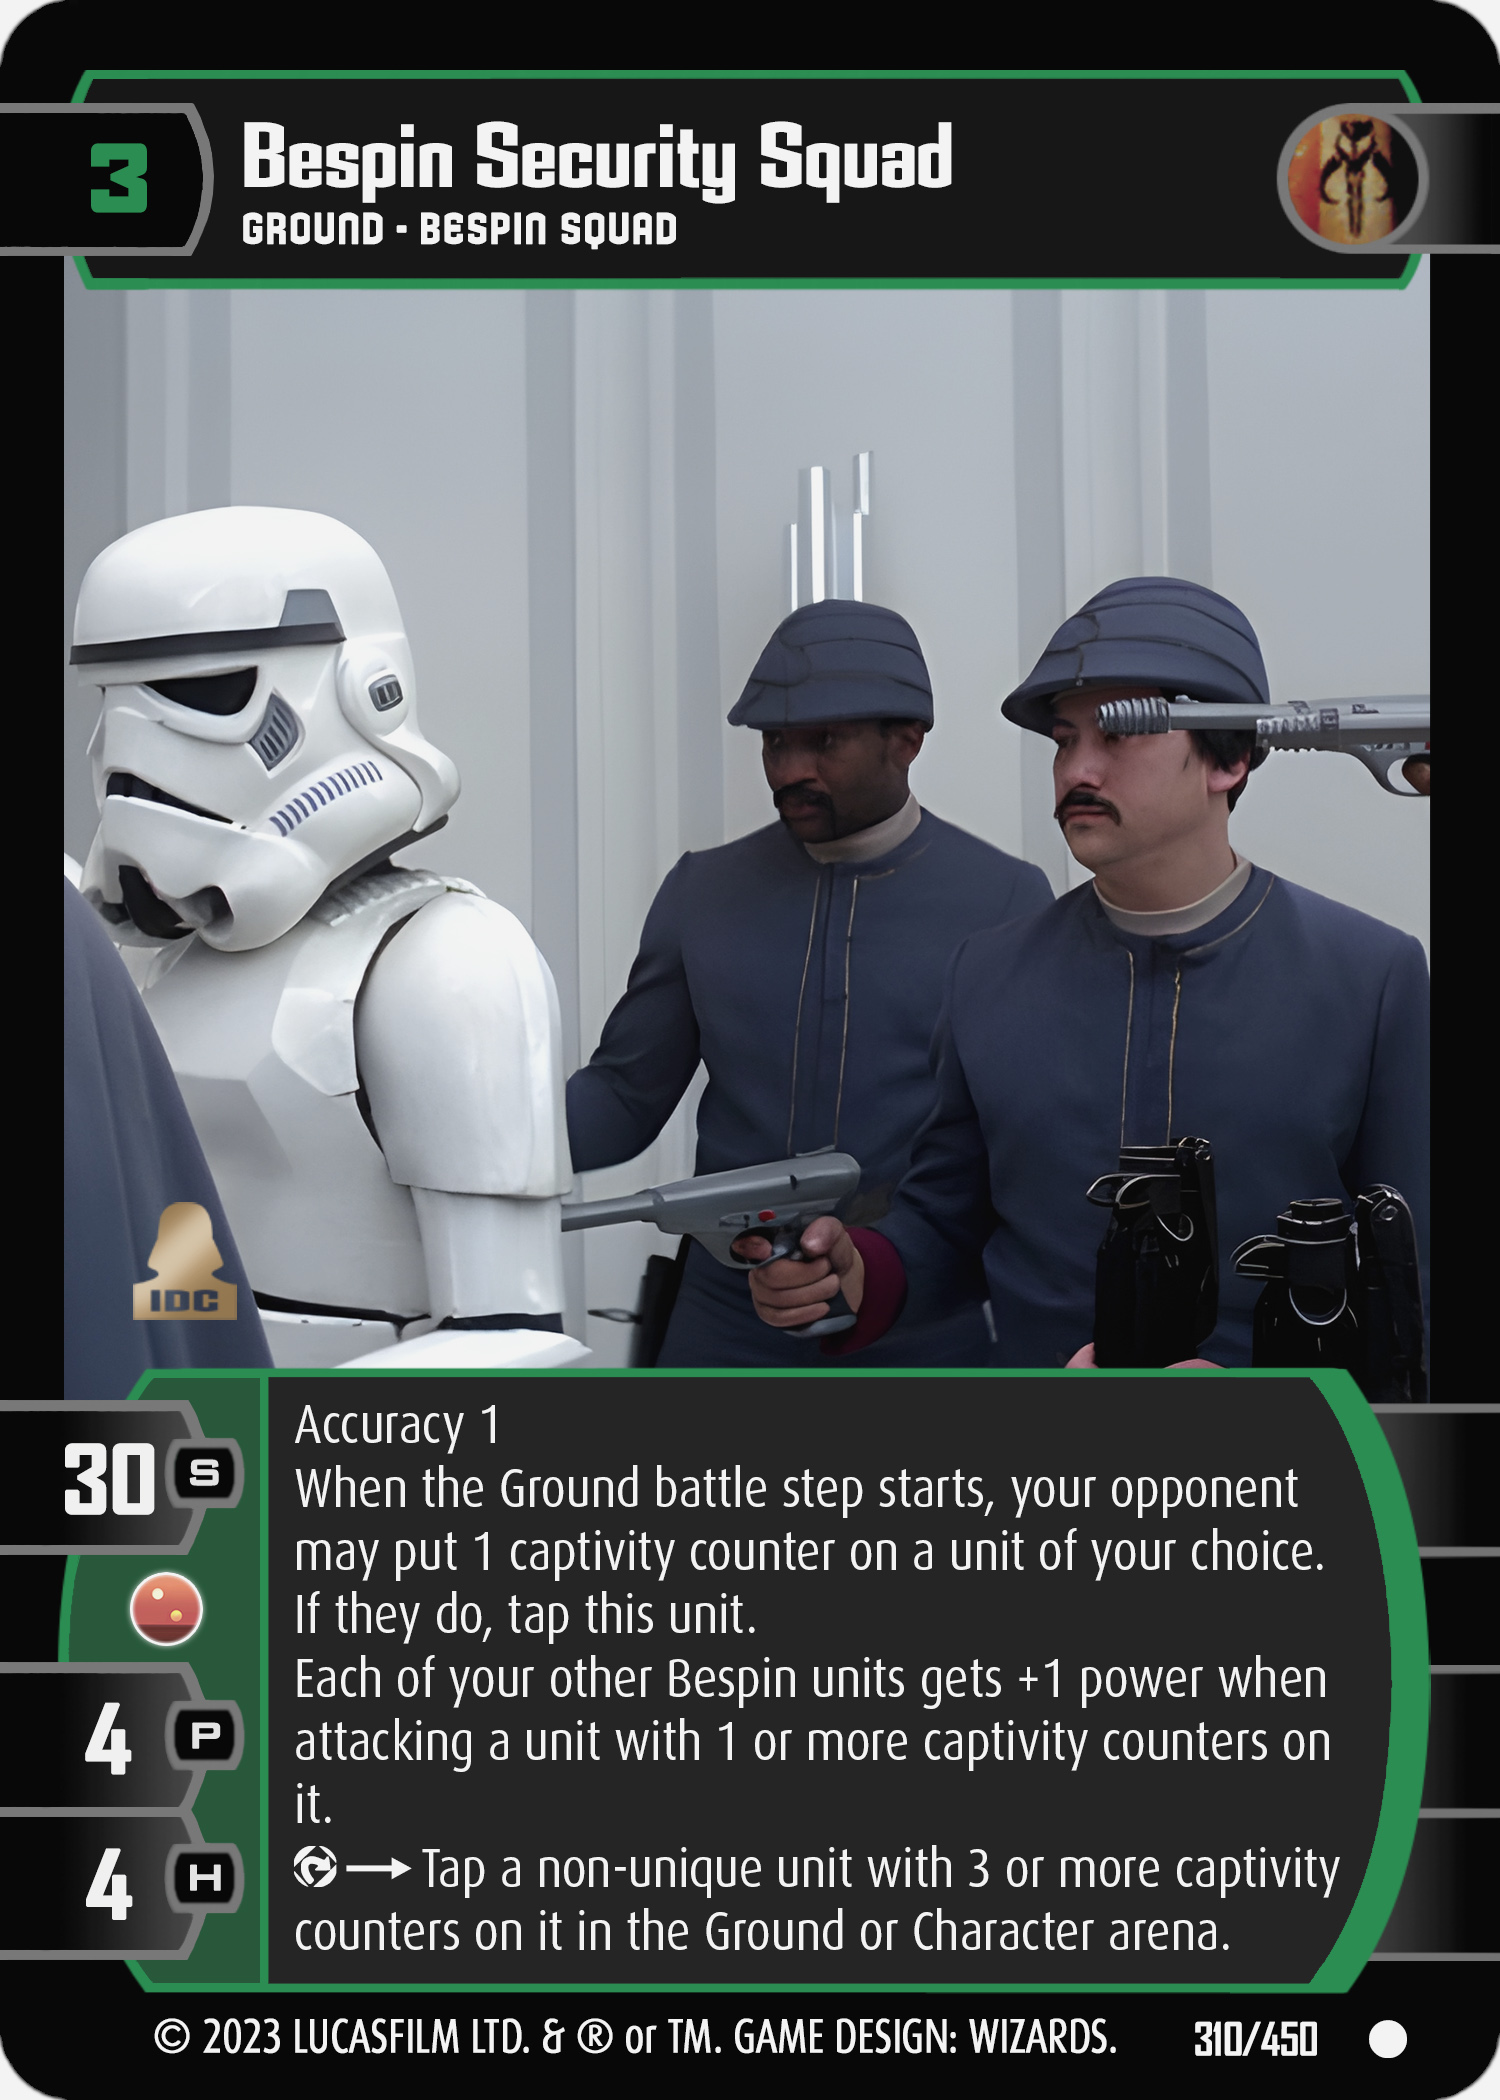 3
Bespin Security Squad
GROUND - BESPIN SQUAD
IDC
30 S
4 P
4 H
Accuracy 1
When the Ground battle step starts, your opponent
may put 1 captivity counter on a unit of your choice.
If they do, tap this unit.
Each of your other Bespin units gets +1 power when
attacking a unit with 1 or more captivity counters on
it.
→ Tap a non-unique unit with 3 or more captivity
counters on it in the Ground or Character arena.
© 2023 LUCASFILM LTD. & ® or TM. GAME DESIGN: WIZARDS.
310/450